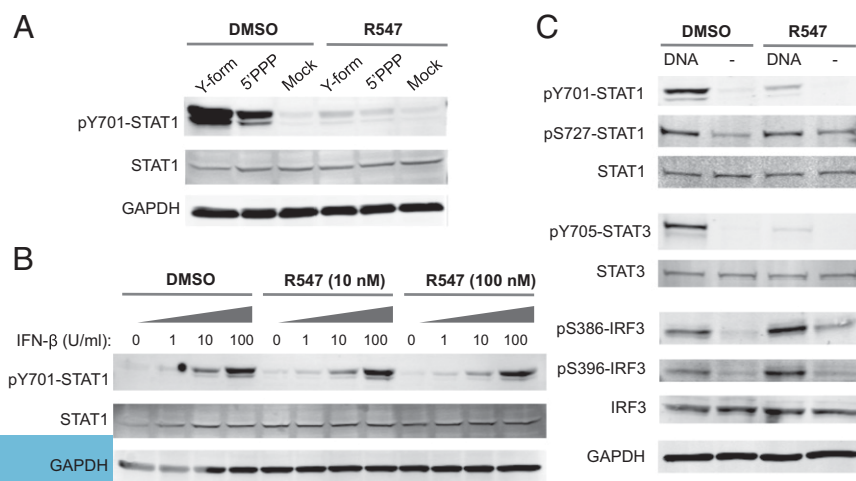 A
DMSO R547
Y-form 5'PPP Mock Y-form 5'PPP Mock
pY701-STAT1
STAT1
GAPDH
B
DMSO R547 (10 nM) R547 (100 nM)
IFN-β (U/ml): 0 1 10 100 0 1 10 100 0 1 10 100
pY701-STAT1
STAT1
GAPDH
C
DMSO R547
DNA - DNA -
pY701-STAT1
pS727-STAT1
STAT1
pY705-STAT3
STAT3
pS386-IRF3
pS396-IRF3
IRF3
GAPDH